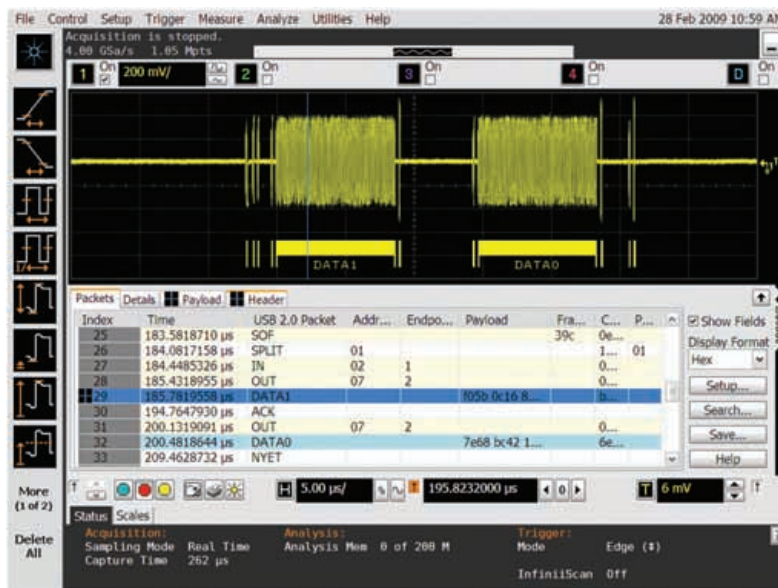 File Control Setup Trigger Measure Analyze Utilities Help 28 Feb 2009 10:59 AM
Acquisition is stopped.
4.00 GSa/s 1.05 Mpts
1 On 200 mV/ 2 On 3 On 4 On D On
DATA1 DATA0
Packets Details Payload Header
Index Time USB 2.0 Packet Addr... Endpo... Payload Fra... C... P...
25 183.5818710 µs SOF 39c 0e...
26 184.0817158 µs SPLIT 01 1... 01
27 184.4485326 µs IN 02 1 0...
28 185.4318955 µs OUT 07 2 0...
29 185.7819558 µs DATA1 f05b 0c16 8... b...
30 194.7647930 µs ACK
31 200.1319091 µs OUT 07 2 0...
32 200.4818644 µs DATA0 7e68 bc42 1... 6e...
33 209.4628732 µs NYET
Show Fields
Display Format
Hex
Setup...
Search...
Save...
Help
More
(1 of 2)
Delete
All
H 5.00 µs/ 195.8232000 µs 0 T 6 mV
Status Scales
Acquisition: Analysis: Trigger:
Sampling Mode Real Time Analysis Mem 0 of 200 M Mode Edge (↕)
Capture Time 262 µs
InfiniiScan Off